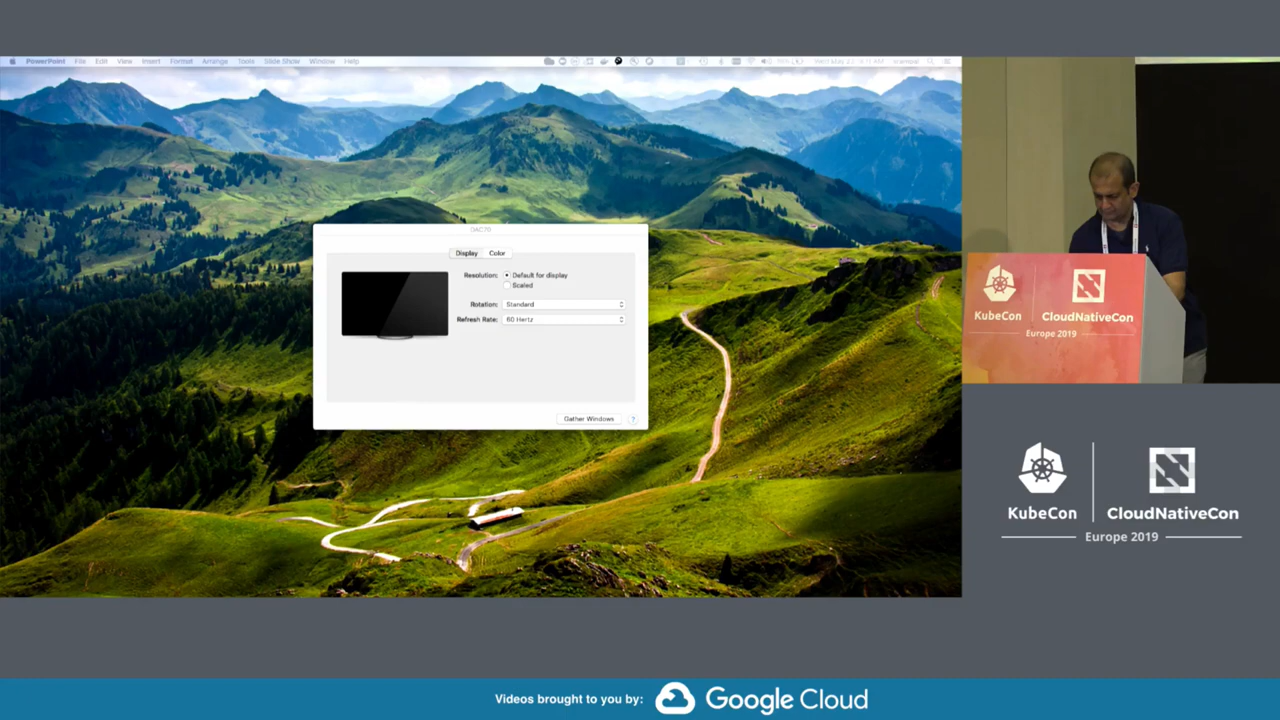 PowerPoint File Edit View Insert Format Arrange Tools Slide Show Window Help
Display Color
Resolution: Default for display
Scaled
Rotation: Standard
Refresh Rate: 60 Hertz
Gather Windows ?
KubeCon CloudNativeCon
Europe 2019
KubeCon CloudNativeCon
Europe 2019
Videos brought to you by: Google Cloud